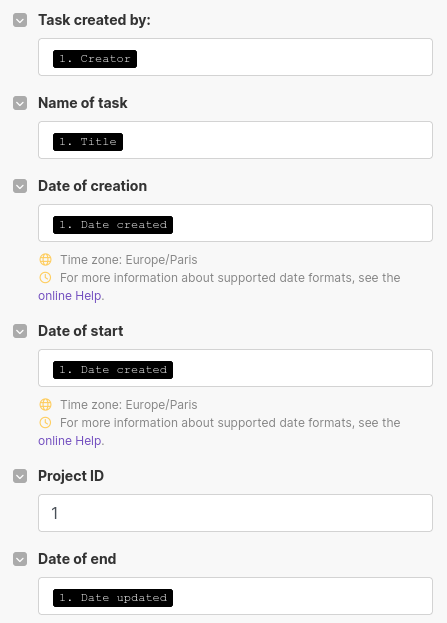 Task created by:
1. Creator
Name of task
1. Title
Date of creation
1. Date created
Time zone: Europe/Paris
For more information about supported date formats, see the
online Help.
Date of start
1. Date created
Time zone: Europe/Paris
For more information about supported date formats, see the
online Help.
Project ID
1
Date of end
1. Date updated